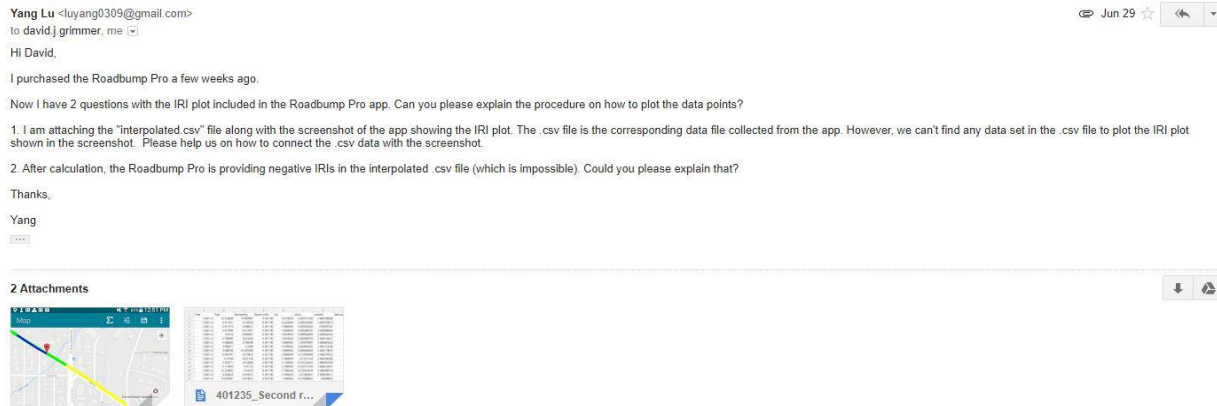 Yang Lu <luyang0309@gmail.com>
Jun 29
to david.j.grimmer, me
Hi David,
I purchased the Roadbump Pro a few weeks ago.
Now I have 2 questions with the IRI plot included in the Roadbump Pro app. Can you please explain the procedure on how to plot the data points?
1. I am attaching the "interpolated.csv" file along with the screenshot of the app showing the IRI plot. The .csv file is the corresponding data file collected from the app. However, we can't find any data set in the .csv file to plot the IRI plot
shown in the screenshot.  Please help us on how to connect the .csv data with the screenshot.
2. After calculation, the Roadbump Pro is providing negative IRIs in the interpolated .csv file (which is impossible). Could you please explain that?
Thanks,
Yang
2 Attachments
12:51 PM
Map
401235_Second r...